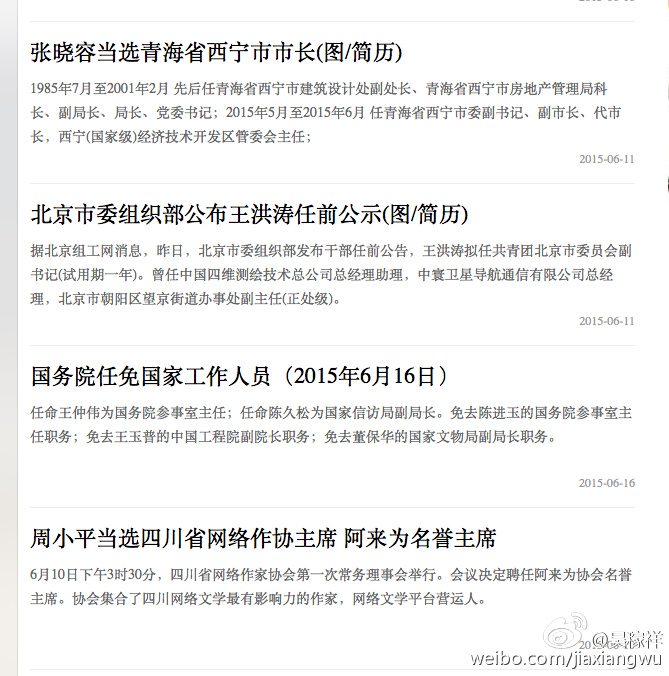 张晓容当选青海省西宁市市长(图/简历)
1985年7月至2001年2月 先后任青海省西宁市建筑设计处副处长、青海省西宁市房地产管理局科
长、副局长、局长、党委书记；2015年5月至2015年6月 任青海省西宁市委副书记、副市长、代市
长，西宁(国家级)经济技术开发区管委会主任；
2015-06-11
北京市委组织部公布王洪涛任前公示(图/简历)
据北京组工网消息，昨日，北京市委组织部发布干部任前公告，王洪涛拟任共青团北京市委员会副
书记(试用期一年)。曾任中国四维测绘技术总公司总经理助理，中寰卫星导航通信有限公司总经
理，北京市朝阳区望京街道办事处副主任(正处级)。
2015-06-11
国务院任免国家工作人员（2015年6月16日）
任命王仲伟为国务院参事室主任；任命陈久松为国家信访局副局长。免去陈进玉的国务院参事室主
任职务；免去王玉普的中国工程院副院长职务；免去董保华的国家文物局副局长职务。
2015-06-16
周小平当选四川省网络作协主席 阿来为名誉主席
6月10日下午3时30分，四川省网络作家协会第一次常务理事会举行。会议决定聘任阿来为协会名誉
主席。协会集合了四川网络文学最有影响力的作家，网络文学平台营运人。
@吴稼祥
weibo.com/jiaxiangwu